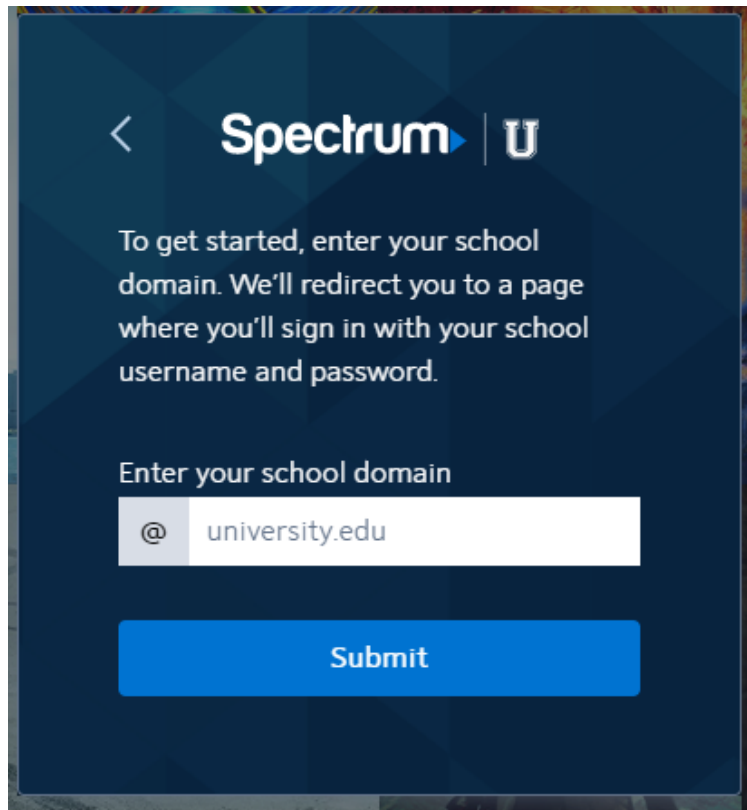 Spectrum U
To get started, enter your school
domain. We'll redirect you to a page
where you'll sign in with your school
username and password.
Enter your school domain
@ university.edu
Submit